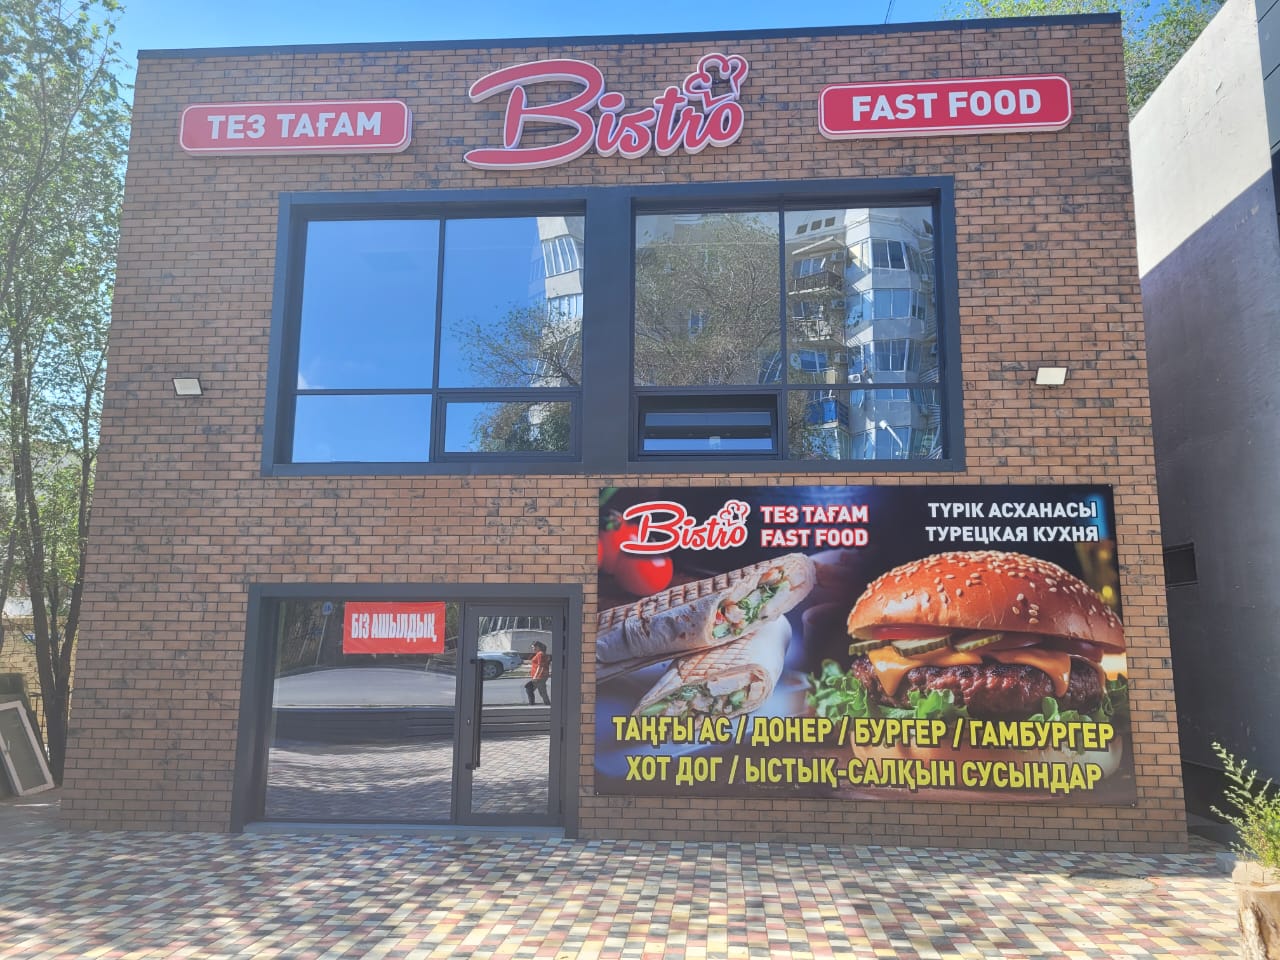 ТЕЗ ТАҒАМ
Bistro
FAST FOOD
Bistro
ТЕЗ ТАҒАМ
FAST FOOD
ТҮРІК АСХАНАСЫ
ТУРЕЦКАЯ КУХНЯ
БІЗ АШЫЛДЫҚ
ТАҢҒЫ АС / ДОНЕР / БУРГЕР / ГАМБУРГЕР
ХОТ ДОГ / ЫСТЫҚ-САЛҚЫН СУСЫНДАР